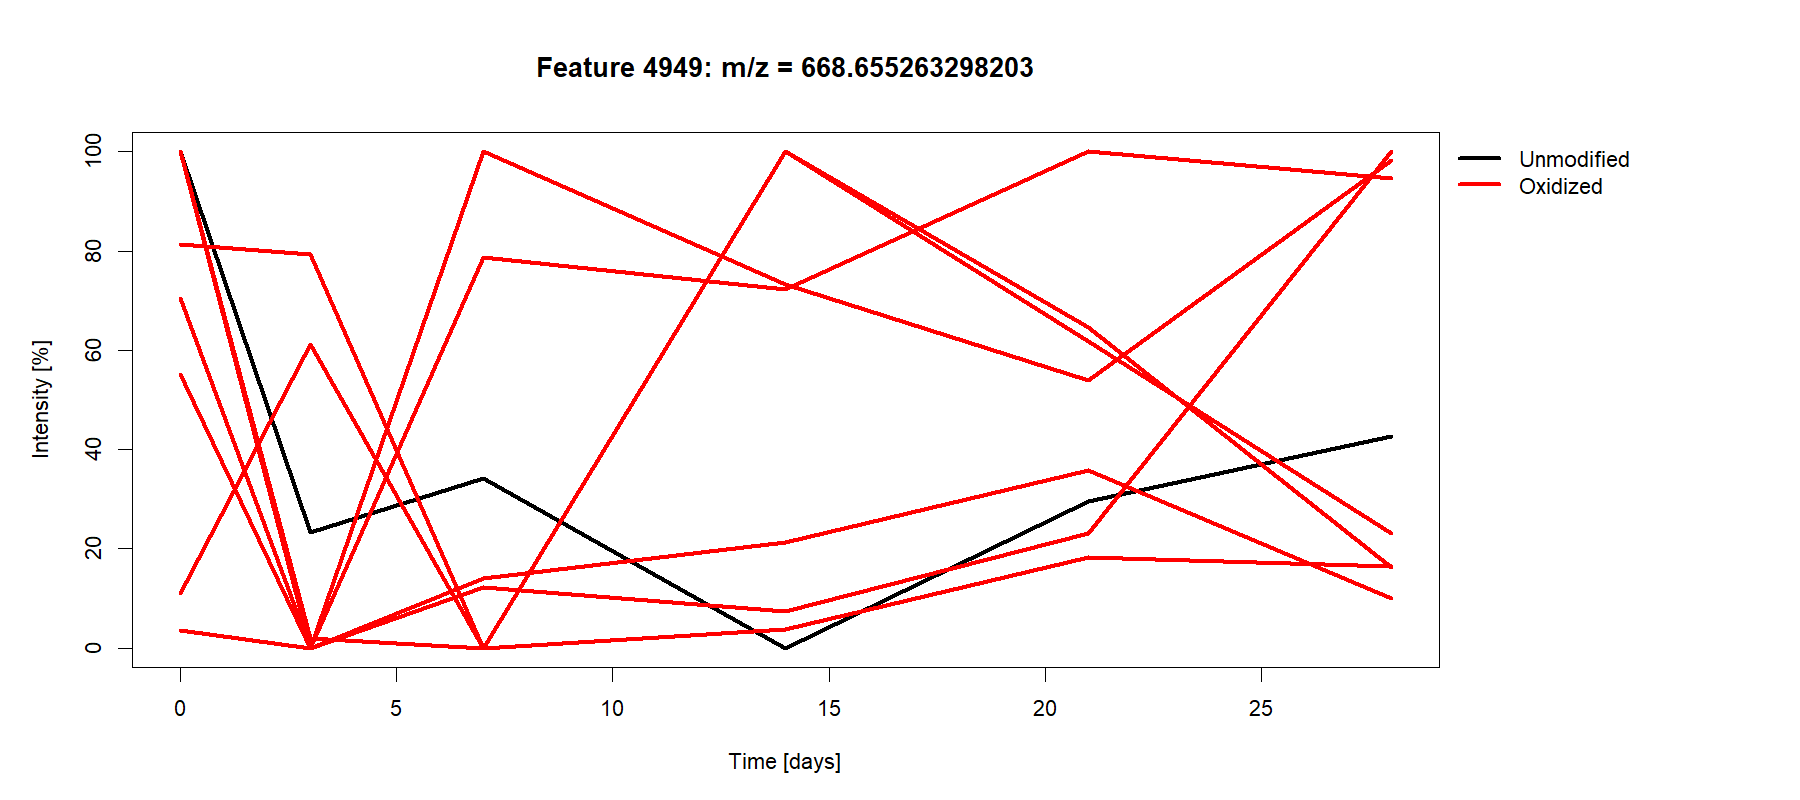 Feature 4949: m/z = 668.655263298203
Unmodified
Oxidized
Intensity [%]
100
80
60
40
20
0
0 5 10 15 20 25
Time [days]